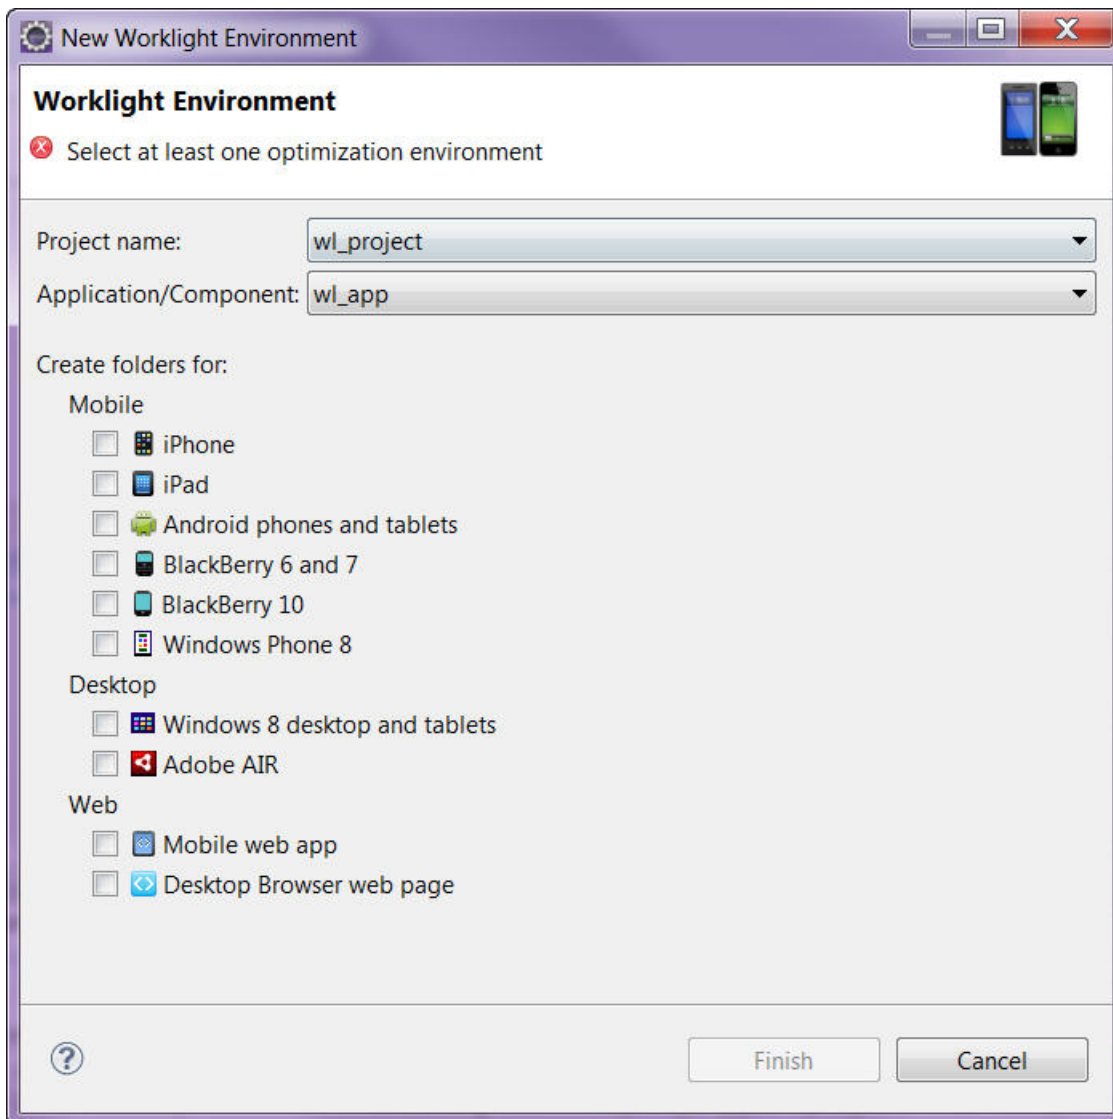 New Worklight Environment
Worklight Environment
Select at least one optimization environment
Project name: wl_project
Application/Component: wl_app
Create folders for:
Mobile
iPhone
iPad
Android phones and tablets
BlackBerry 6 and 7
BlackBerry 10
Windows Phone 8
Desktop
Windows 8 desktop and tablets
Adobe AIR
Web
Mobile web app
Desktop Browser web page
Finish Cancel